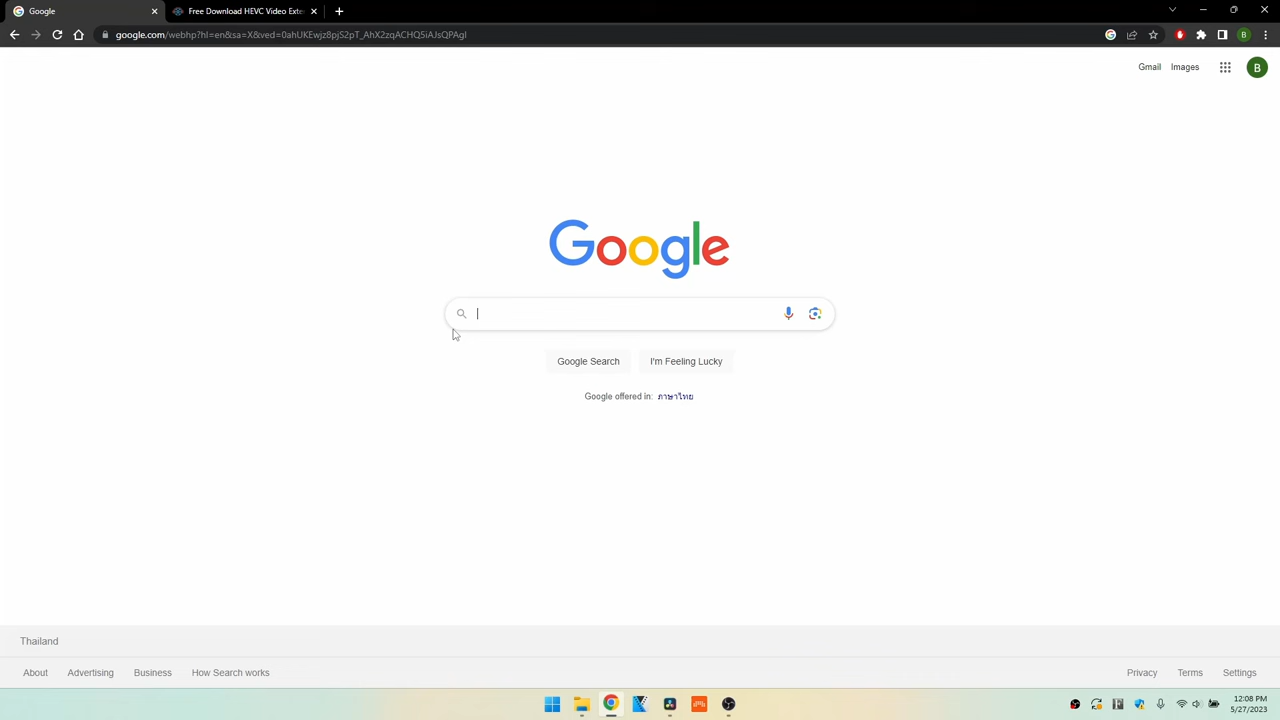 Google
Free Download HEVC Video Exter
google.com/webhp?hl=en&sa=X&ved=0ahUKEwjz8pjS2pT_AhX2zqACHQ5iAJsQPAgI
B
Gmail Images
B
Google
Google Search I'm Feeling Lucky
Google offered in: ภาษาไทย
Thailand
About Advertising Business How Search works
Privacy Terms Settings
12:08 PM
5/27/2023